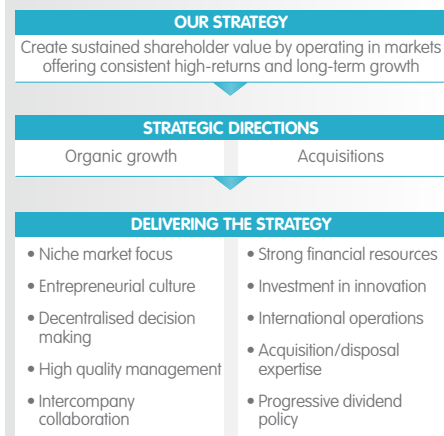 OUR STRATEGY
Create sustained shareholder value by operating in markets
offering consistent high-returns and long-term growth
STRATEGIC DIRECTIONS
Organic growth
Acquisitions
DELIVERING THE STRATEGY
• Niche market focus
• Entrepreneurial culture
• Decentralised decision
making
• High quality management
• Intercompany
collaboration
• Strong financial resources
• Investment in innovation
• International operations
• Acquisition/disposal
expertise
• Progressive dividend
policy